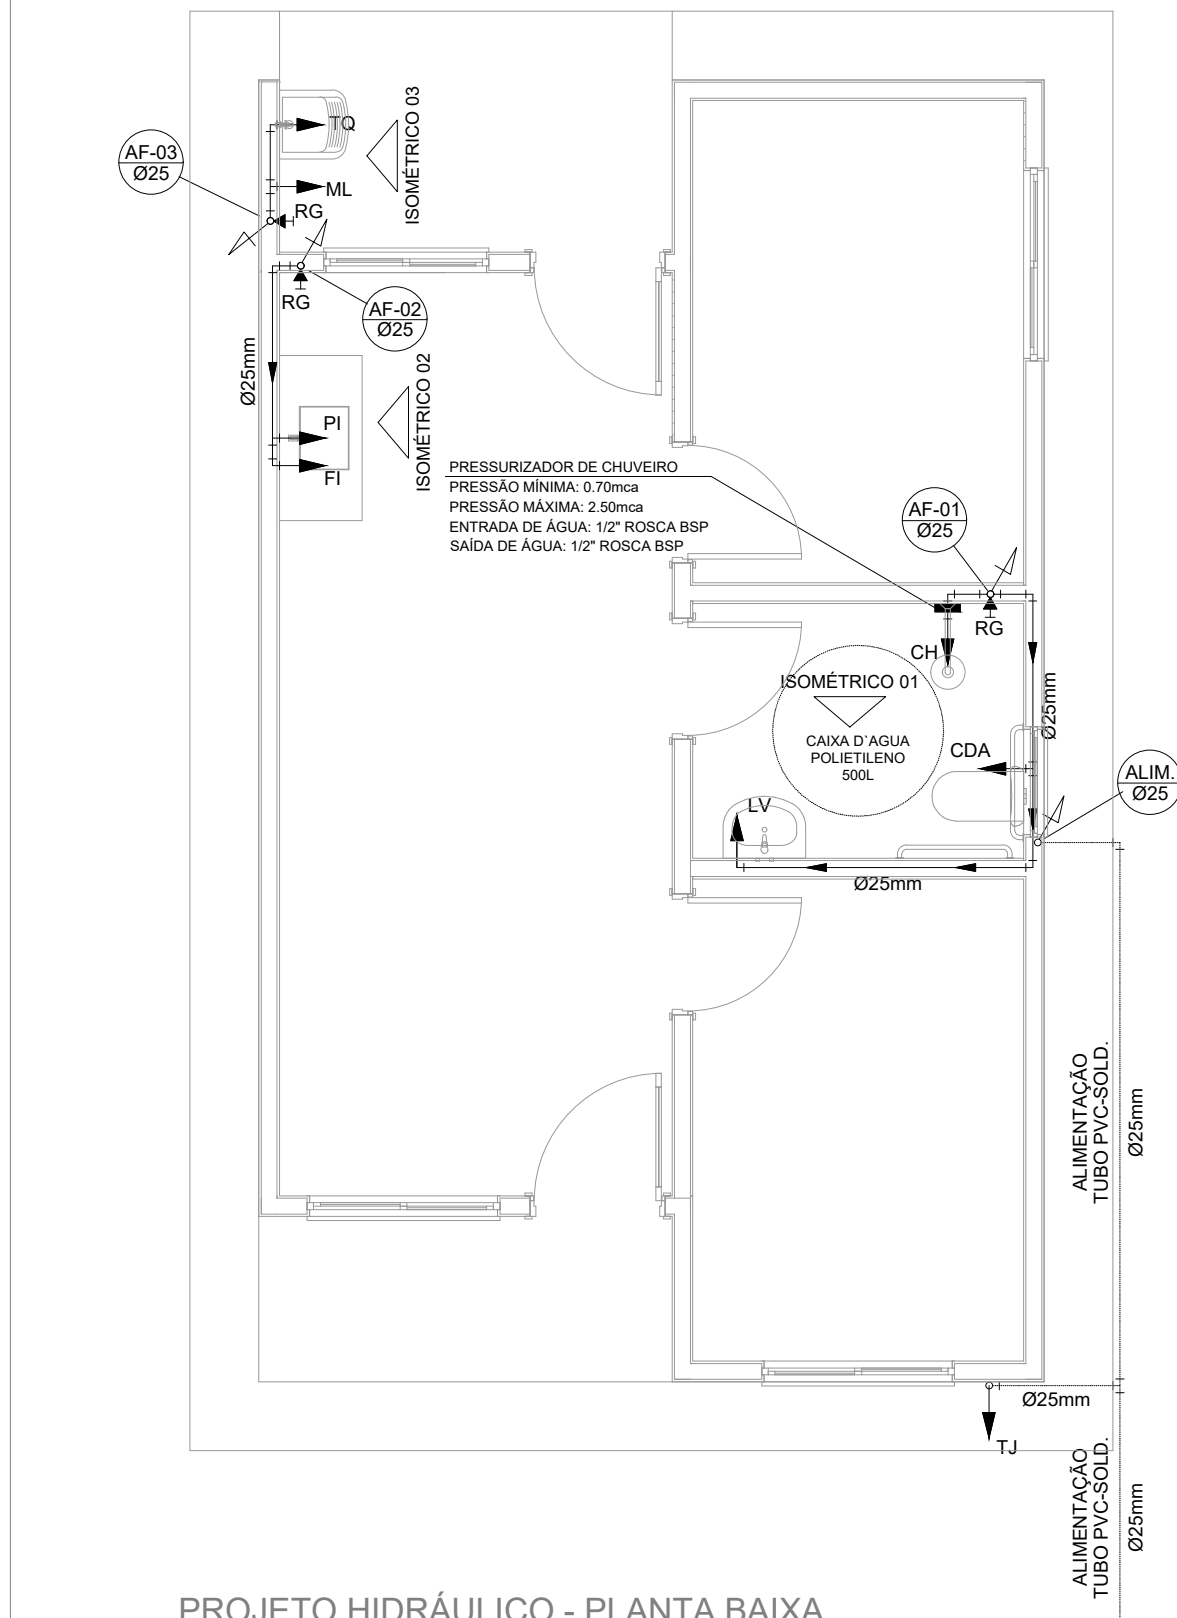 TQ
ISOMÉTRICO 03
AF-03
Ø25
ML
RG
RG
AF-02
Ø25
Ø25mm
ISOMÉTRICO 02
PI
FI
PRESSURIZADOR DE CHUVEIRO
PRESSÃO MÍNIMA: 0.70mca
PRESSÃO MÁXIMA: 2.50mca
ENTRADA DE ÁGUA: 1/2" ROSCA BSP
SAÍDA DE ÁGUA: 1/2" ROSCA BSP
AF-01
Ø25
RG
CH
ISOMÉTRICO 01
CAIXA D`AGUA
POLIETILENO
500L
Ø25mm
CDA
ALIM.
Ø25
LV
Ø25mm
ALIMENTAÇÃO
TUBO PVC-SOLD.
Ø25mm
Ø25mm
TJ
ALIMENTAÇÃO
TUBO PVC-SOLD.
Ø25mm
PROJETO HIDRÁULICO - PLANTA BAIXA